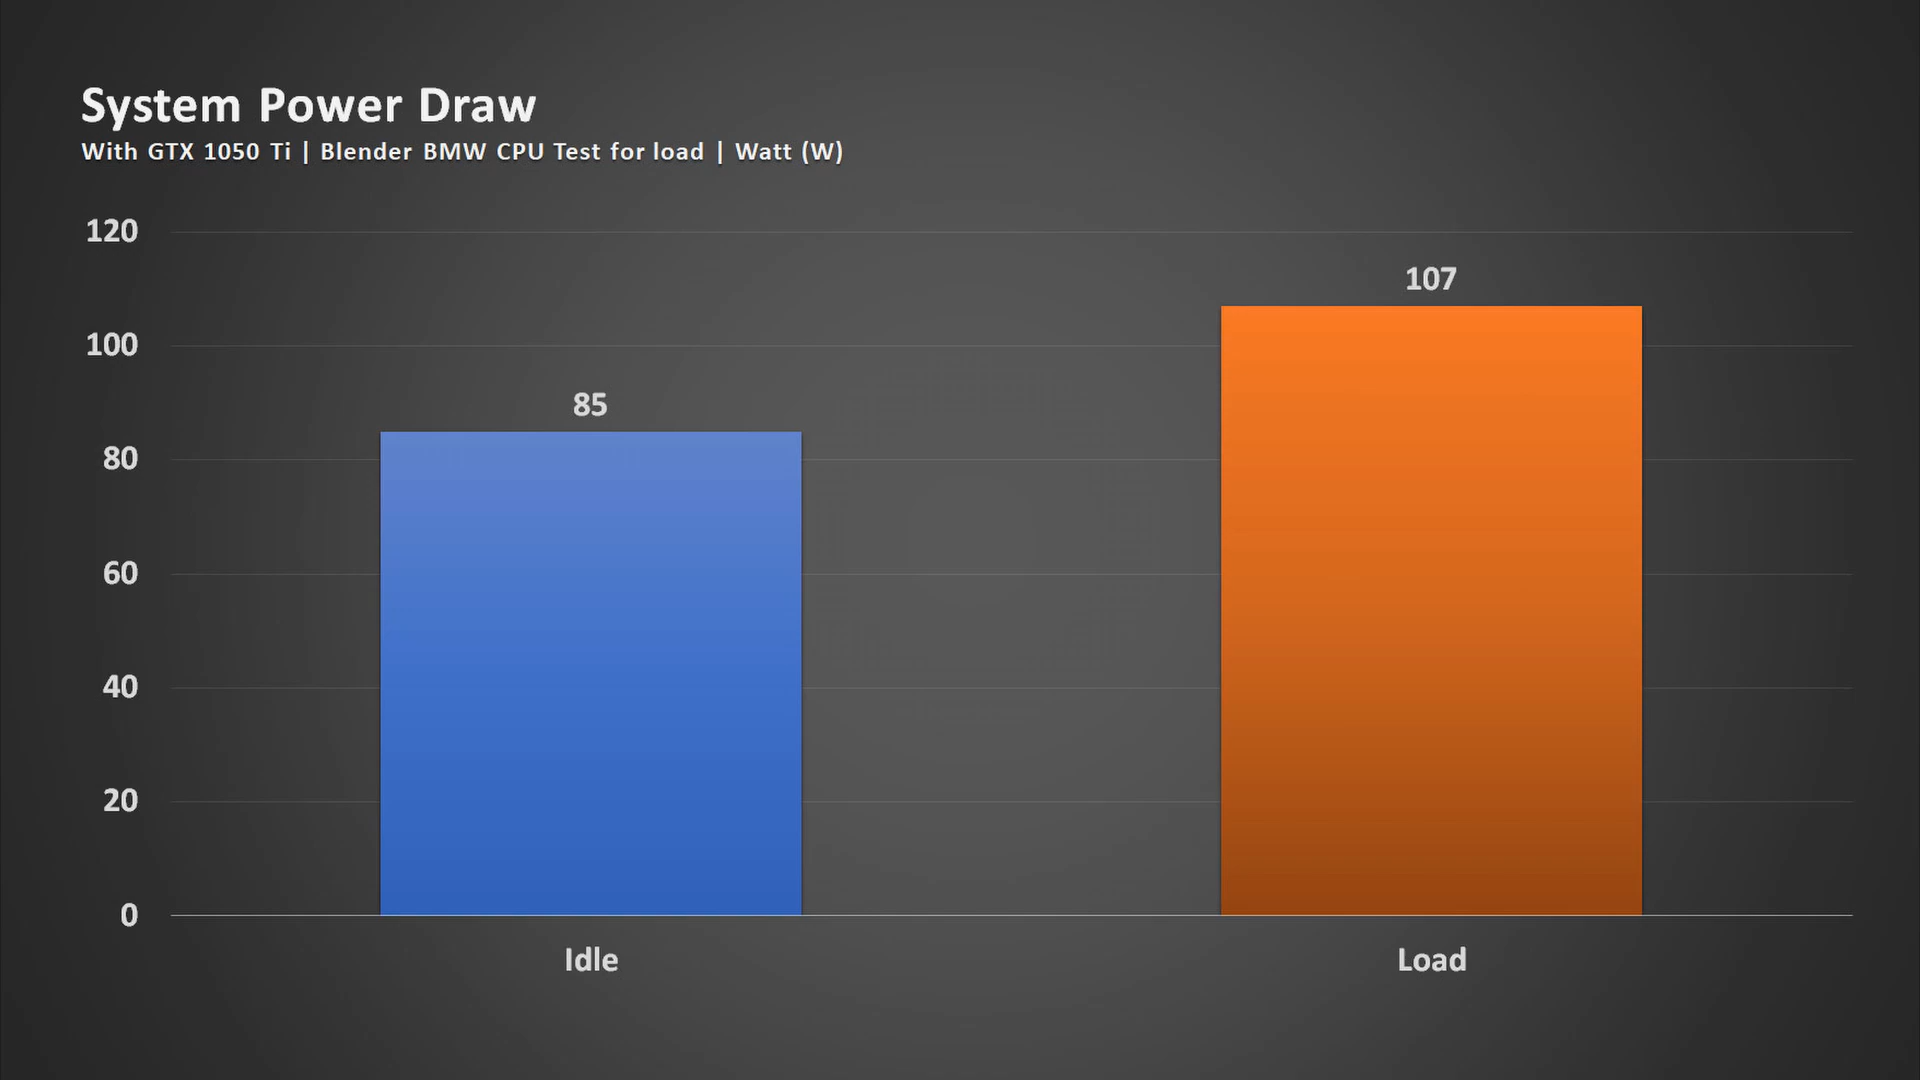 System Power Draw
With GTX 1050 Ti | Blender BMW CPU Test for load | Watt (W)
120
107
100
85
80
60
40
20
0
Idle
Load